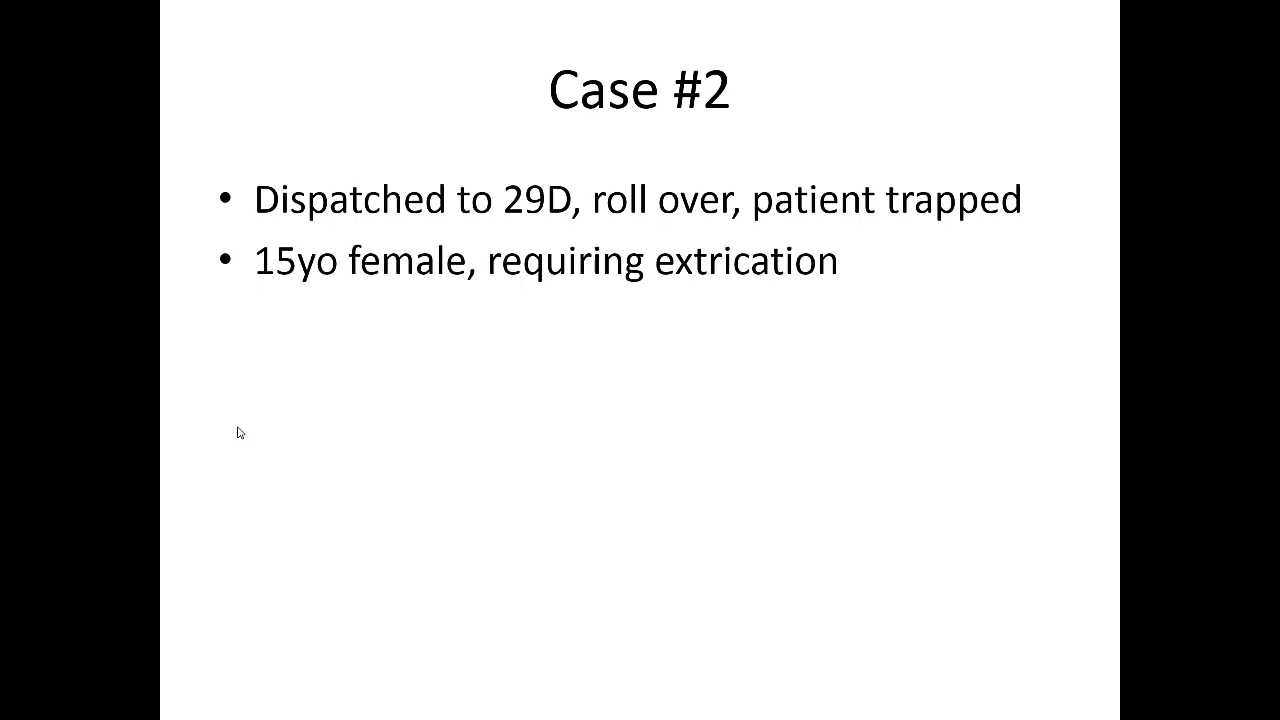 Case #2
• Dispatched to 29D, roll over, patient trapped
• 15yo female, requiring extrication